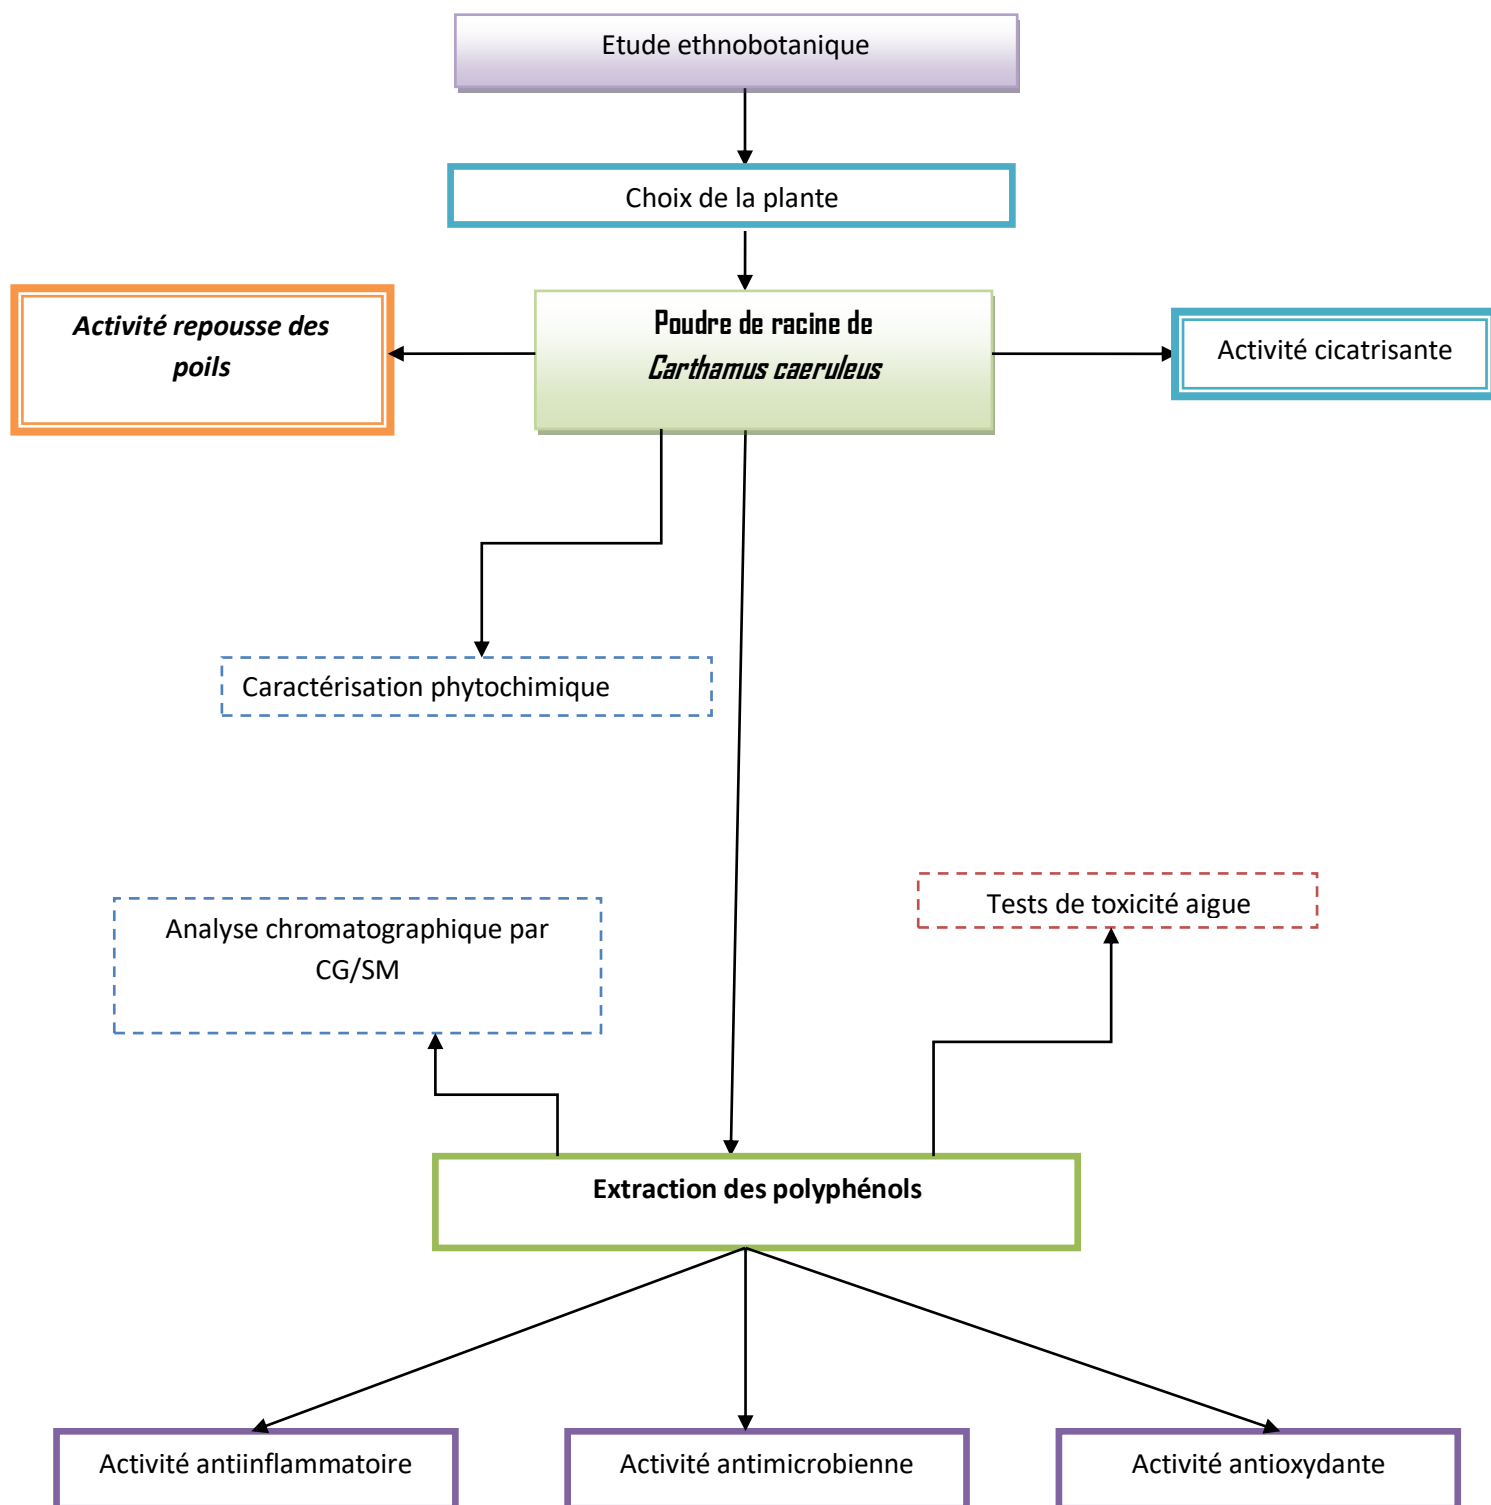 Etude ethnobotanique
Choix de la plante
Activité repousse des
poils
Poudre de racine de
Carthamus caeruleus
Activité cicatrisante
Caractérisation phytochimique
Analyse chromatographique par
CG/SM
Tests de toxicité aigue
Extraction des polyphénols
Activité antiinflammatoire
Activité antimicrobienne
Activité antioxydante